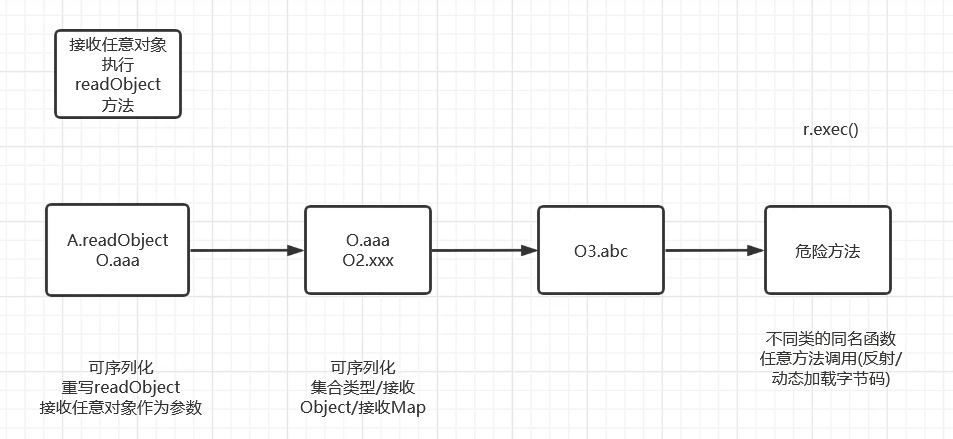 接收任意对象
执行
readObject
方法
r.exec()
A.readObject
O.aaa
O.aaa
O2.xxx
O3.abc
危险方法
可序列化
重写readObject
接收任意对象作为参数
可序列化
集合类型/接收
Object/接收Map
不同类的同名函数
任意方法调用(反射/
动态加载字节码)